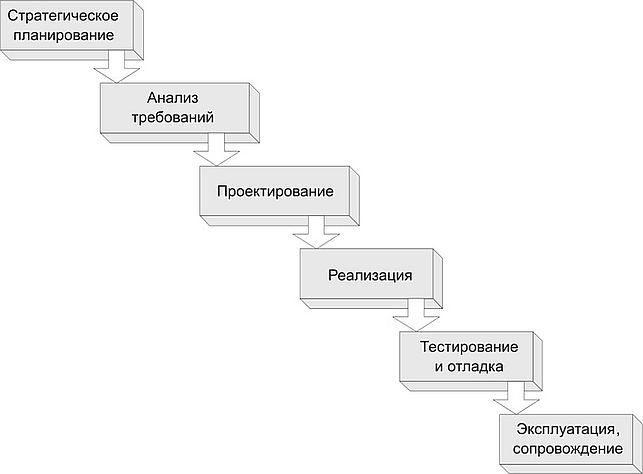 Стратегическое
планирование
Анализ
требований
Проектирование
Реализация
Тестирование
и отладка
Эксплуатация,
сопровождение